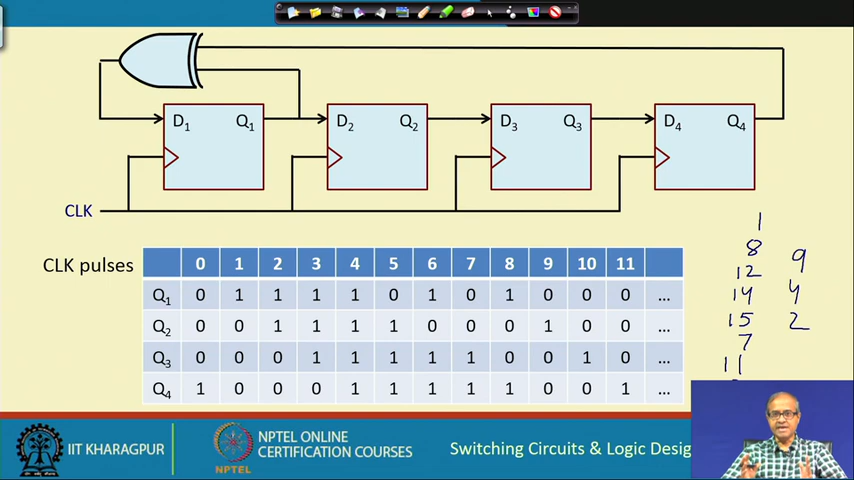 D1 Q1 D2 Q2 D3 Q3 D4 Q4
CLK
CLK pulses 0 1 2 3 4 5 6 7 8 9 10 11
Q1 0 1 1 1 1 0 1 0 1 0 0 0 ...
Q2 0 0 1 1 1 1 0 0 0 1 0 0 ...
Q3 0 0 0 1 1 1 1 1 0 0 1 0 ...
Q4 1 0 0 0 1 1 1 1 1 0 0 1 ...
1
8
12
14
15
7
11
9
4
2
IIT KHARAGPUR
NPTEL
NPTEL ONLINE
CERTIFICATION COURSES
Switching Circuits & Logic Desig